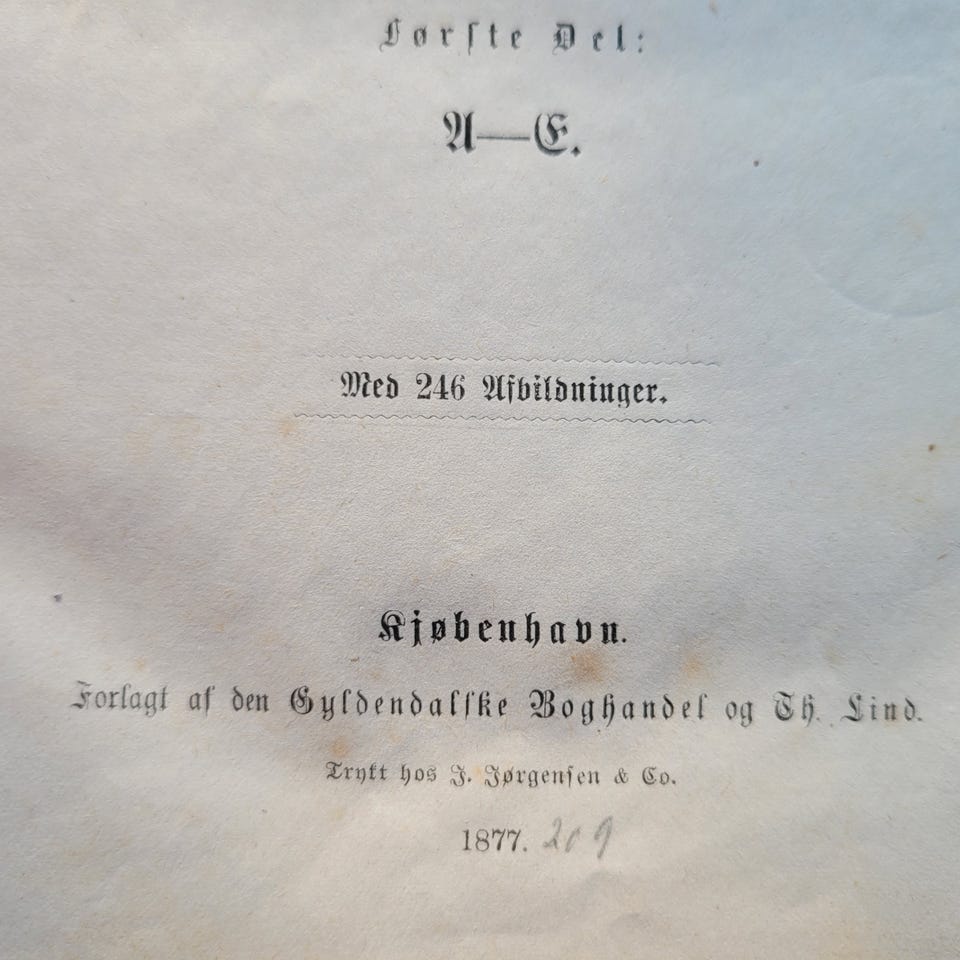 Første Del:
A—E.
Med 246 Afbildninger.
Kjøbenhavn.
Forlagt af den Gyldendalske Boghandel og Th. Lind.
Trykt hos J. Jørgensen & Co.
1877. 209